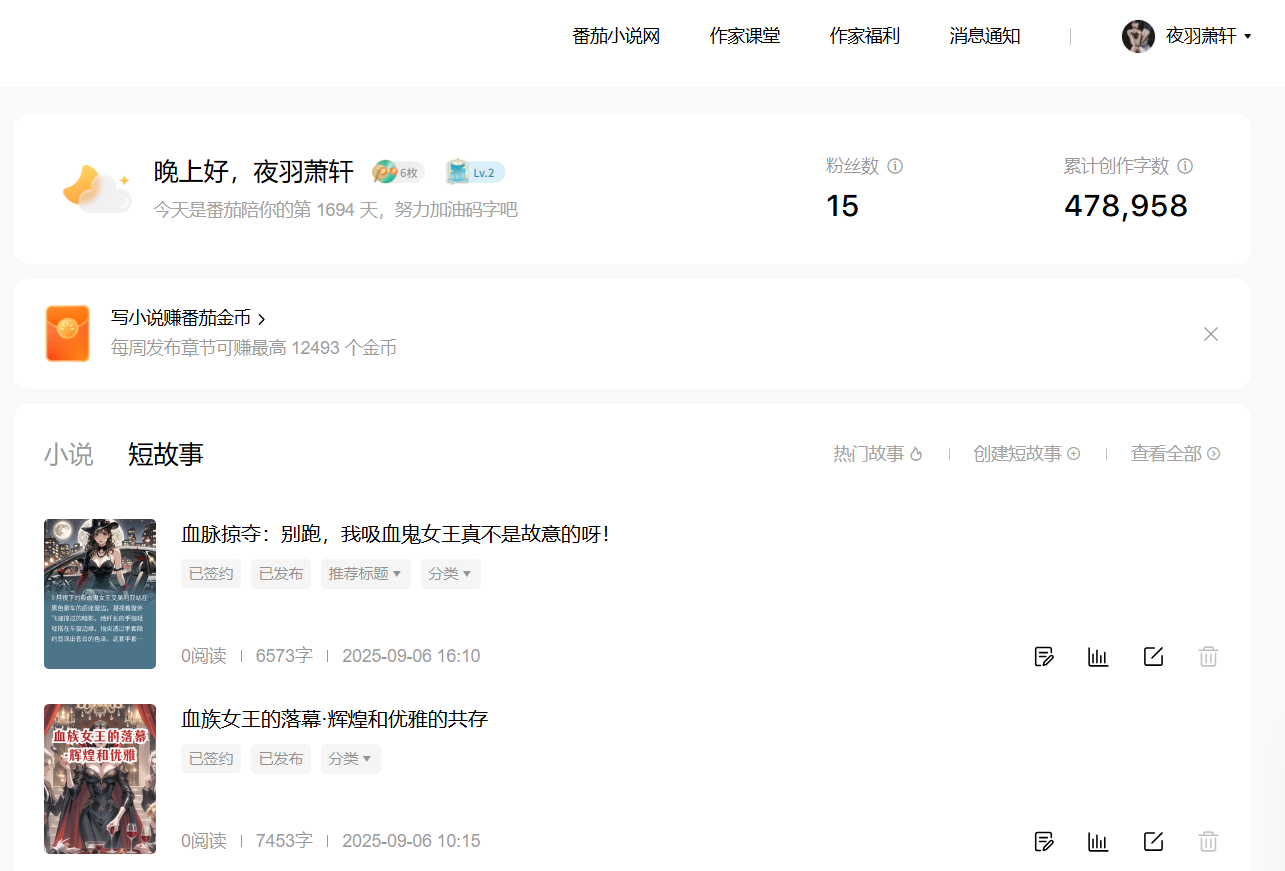 番茄小说网 作家课堂 作家福利 消息通知 夜羽萧轩
晚上好，夜羽萧轩 6枚 Lv.2
今天是番茄陪你的第 1694 天，努力加油码字吧
粉丝数 累计创作字数
15 478,958
写小说赚番茄金币
每周发布章节可赚最高 12493 个金币
小说 短故事 热门故事 创建短故事 查看全部
血脉掠夺：别跑，我吸血鬼女王真不是故意的呀！
已签约 已发布 推荐标题 分类
0阅读 6573字 2025-09-06 16:10
血族女王的落幕
·辉煌和优雅
血族女王的落幕·辉煌和优雅的共存
已签约 已发布 分类
0阅读 7453字 2025-09-06 10:15